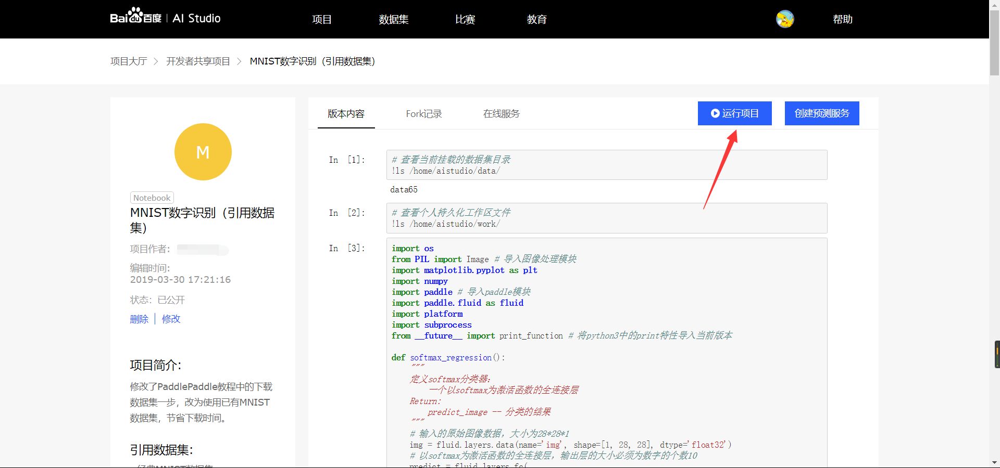 Baidu百度 | AI Studio
项目
数据集
比赛
教育
帮助
项目大厅 > 开发者共享项目 > MNIST数字识别（引用数据集）
M
Notebook
MNIST数字识别（引用数据
集）
项目作者:
编辑时间:
2019-03-30 17:21:16
状态: 已公开
删除 | 修改
项目简介:
修改了PaddlePaddle教程中的下载
数据集一步，改为使用已有MNIST
数据集，节省下载时间。
引用数据集:
经典MNIST数据集
版本内容
Fork记录
在线服务
运行项目
创建预测服务
In [1]:
# 查看当前挂载的数据集目录
!ls /home/aistudio/data/
data65
In [2]:
# 查看个人持久化工作区文件
!ls /home/aistudio/work/
In [3]:
import os
from PIL import Image # 导入图像处理模块
import matplotlib.pyplot as plt
import numpy
import paddle # 导入paddle模块
import paddle.fluid as fluid
import platform
import subprocess
from __future__ import print_function # 将python3中的print特性导入当前版本
def softmax_regression():
"""
定义softmax分类器:
一个以softmax为激活函数的全连接层
Return:
predict_image -- 分类的结果
"""
# 输入的原始图像数据，大小为28*28*1
img = fluid.layers.data(name='img', shape=[1, 28, 28], dtype='float32')
# 以softmax为激活函数的全连接层，输出层的大小必须为数字的个数10
predict = fluid.layers.fc(